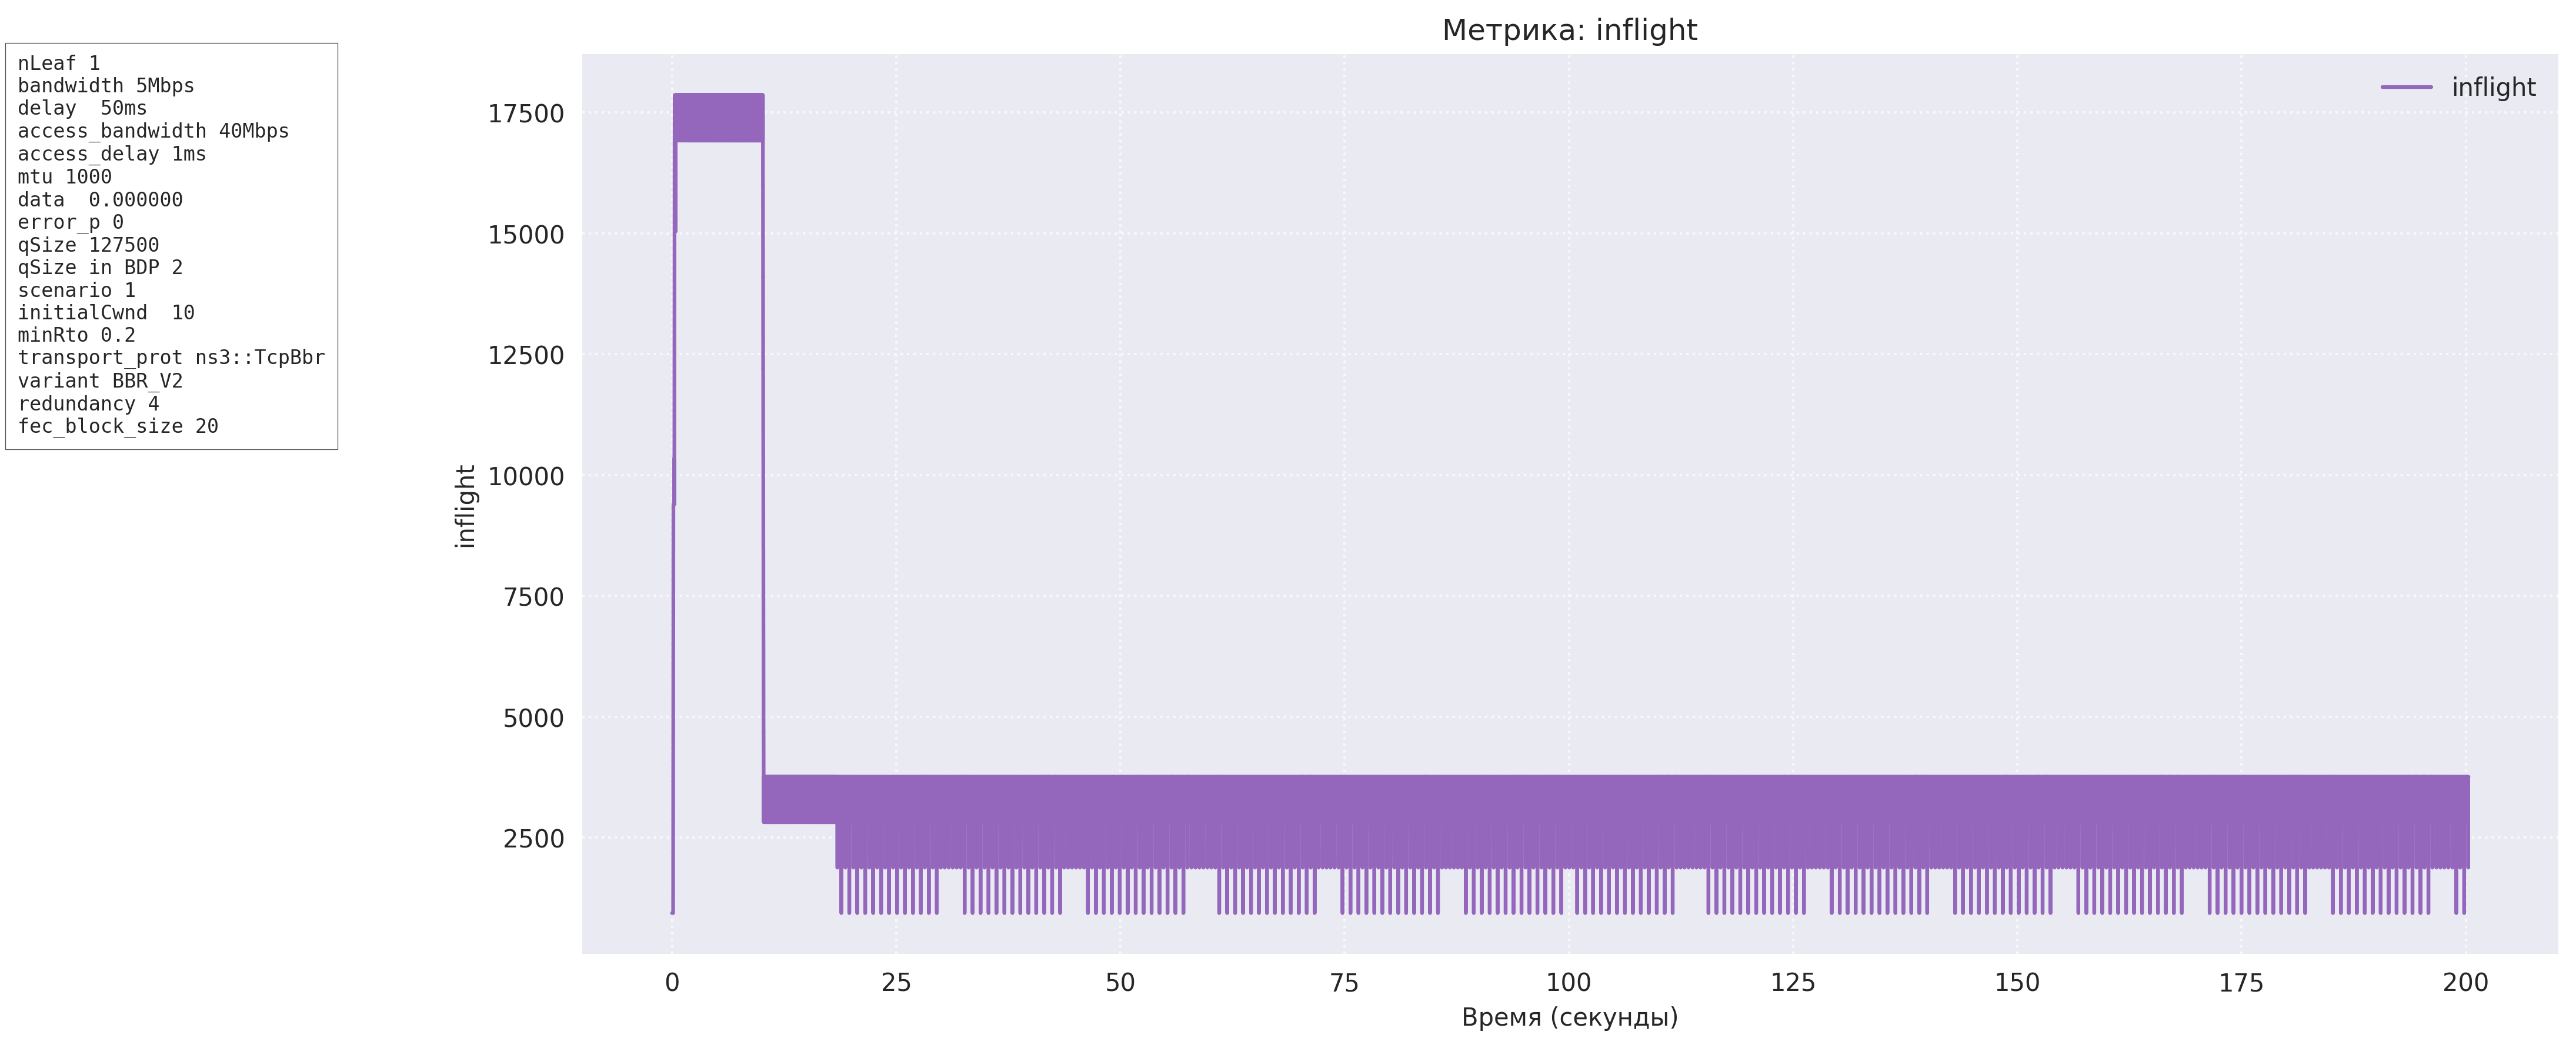 Метрика: inflight
nLeaf 1
bandwidth 5Mbps
delay  50ms
access_bandwidth 40Mbps
access_delay 1ms
mtu 1000
data  0.000000
error_p 0
qSize 127500
qSize in BDP 2
scenario 1
initialCwnd  10
minRto 0.2
transport_prot ns3::TcpBbr
variant BBR_V2
redundancy 4
fec_block_size 20
inflight
17500
15000
12500
10000
7500
5000
2500
inflight
0 25 50 75 100 125 150 175 200
Время (секунды)